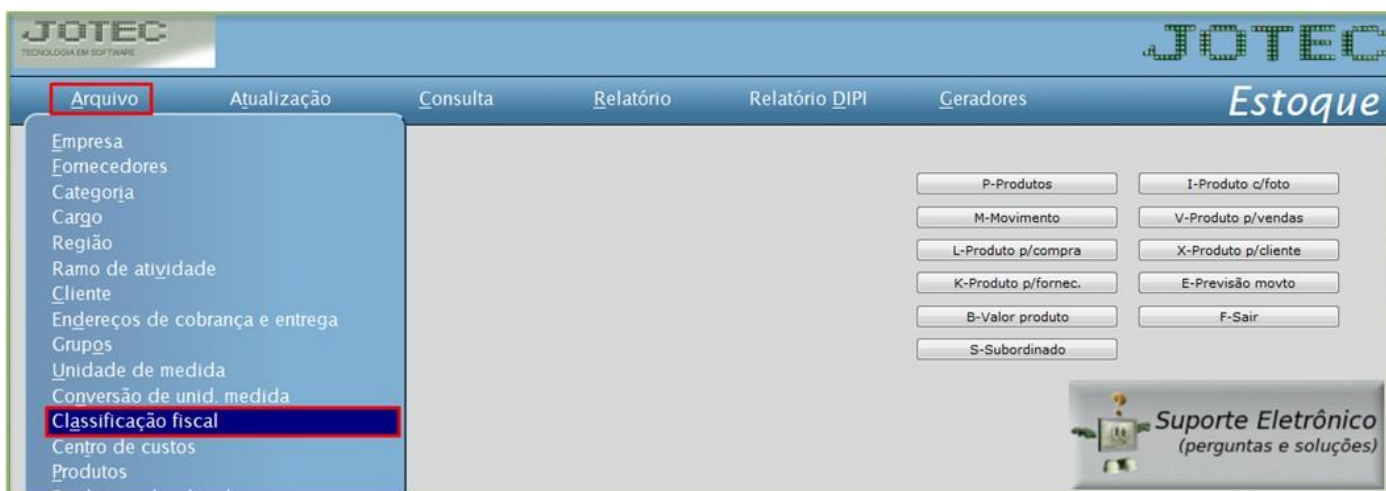 JOTEC
TECNOLOGIA EM SOFTWARE
JOTEC
Arquivo Atualização Consulta Relatório Relatório DIPI Geradores Estoque
Empresa
Fornecedores
Categoria
Cargo
Região
Ramo de atividade
Cliente
Endereços de cobrança e entrega
Grupos
Unidade de medida
Conversão de unid. medida
Classificação fiscal
Centro de custos
Produtos
P-Produtos I-Produto c/foto
M-Movimento V-Produto p/vendas
L-Produto p/compra X-Produto p/cliente
K-Produto p/fornec. E-Previsão movto
B-Valor produto F-Sair
S-Subordinado
Suporte Eletrônico
(perguntas e soluções)